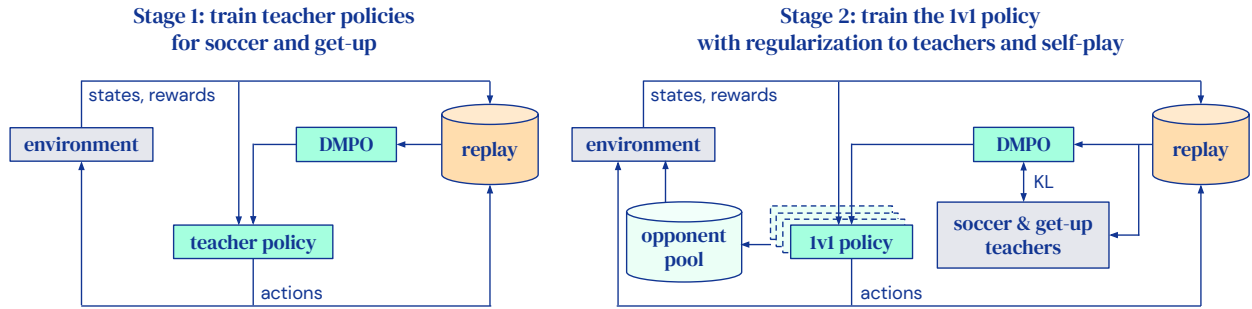 Stage 1: train teacher policies
for soccer and get-up
states, rewards
environment
DMPO
replay
teacher policy
actions
Stage 2: train the 1v1 policy
with regularization to teachers and self-play
states, rewards
environment
DMPO
replay
KL
opponent
pool
1v1 policy
soccer & get-up
teachers
actions